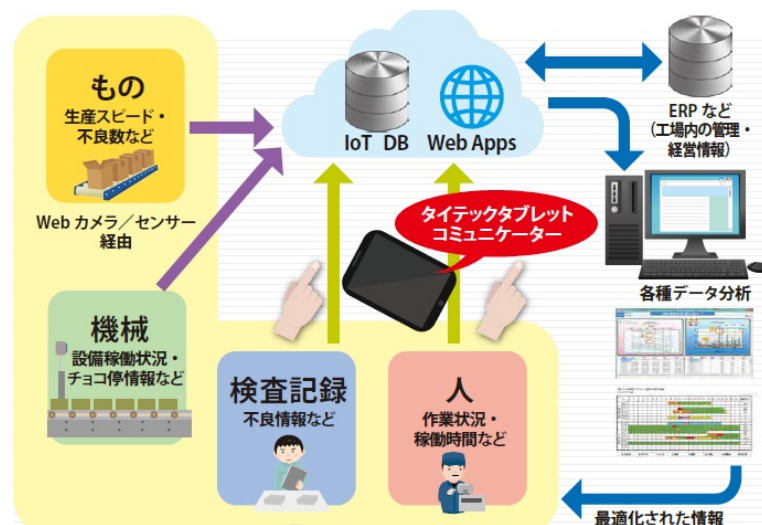 もの
生産スピード・
不良数など
Web カメラ／センサー
経由
機械
設備稼働状況・
チョコ停情報など
IoT DB
Web Apps
タイテックタブレット
コミュニケーター
検査記録
不良情報など
人
作業状況・
稼働時間など
ERP など
（工場内の管理・
経営情報）
各種データ分析
最適化された情報